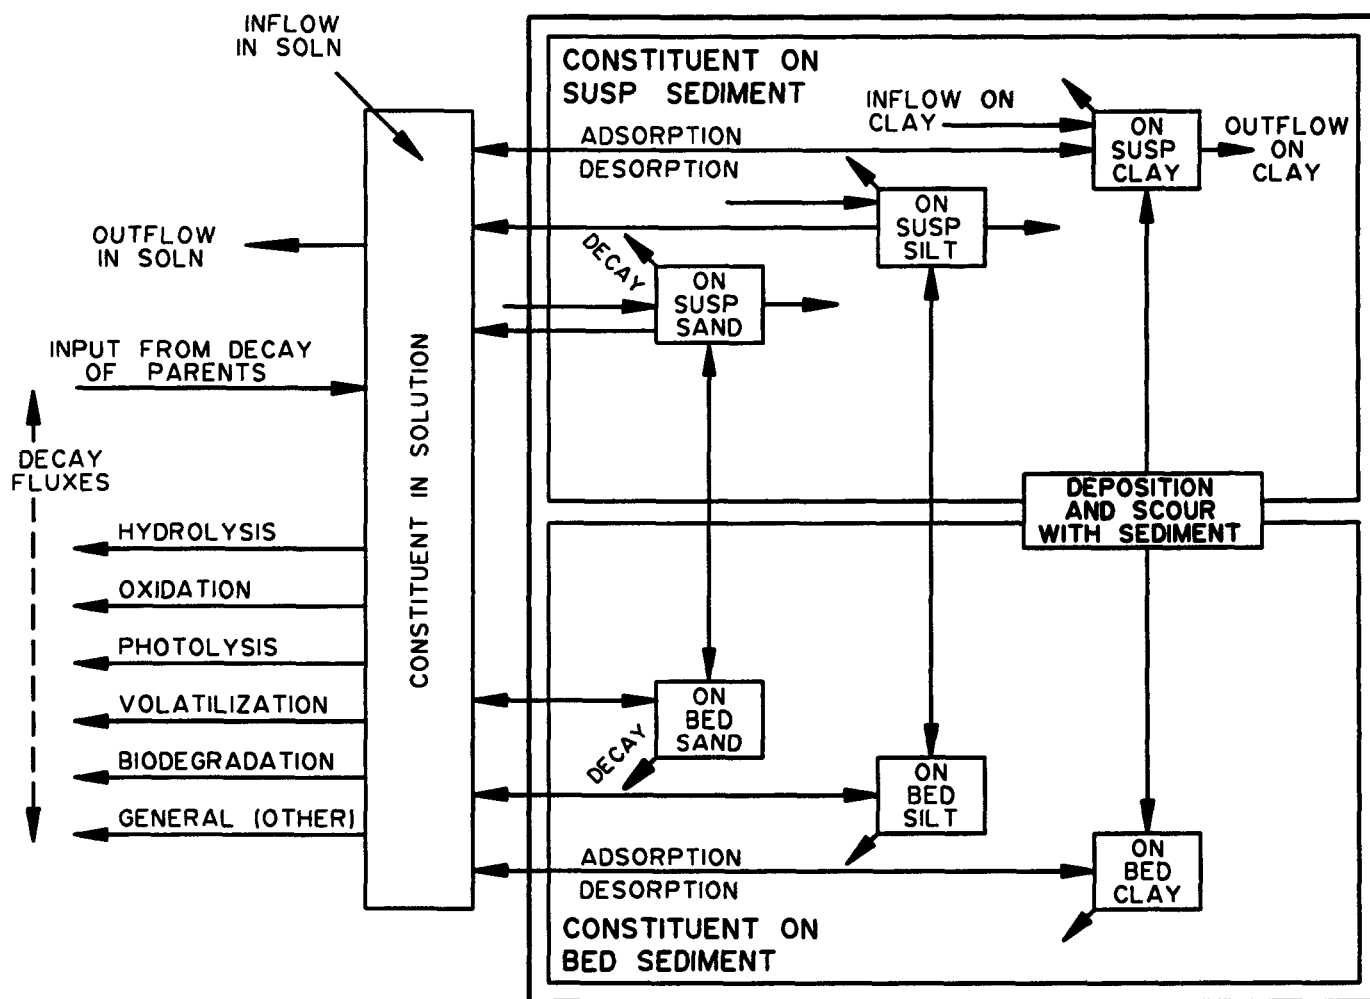 INFLOW
IN SOLN
CONSTITUENT ON
SUSP SEDIMENT
INFLOW ON
CLAY
ADSORPTION
DESORPTION
ON
SUSP
CLAY
OUTFLOW
ON
CLAY
ON
SUSP
SILT
OUTFLOW
IN SOLN
DECAY
ON
SUSP
SAND
INPUT FROM DECAY
OF PARENTS
CONSTITUENT IN SOLUTION
DECAY
FLUXES
DEPOSITION
AND SCOUR
WITH SEDIMENT
HYDROLYSIS
OXIDATION
PHOTOLYSIS
VOLATILIZATION
BIODEGRADATION
GENERAL (OTHER)
ON
BED
SAND
DECAY
ON
BED
SILT
ADSORPTION
DESORPTION
ON
BED
CLAY
CONSTITUENT ON
BED SEDIMENT